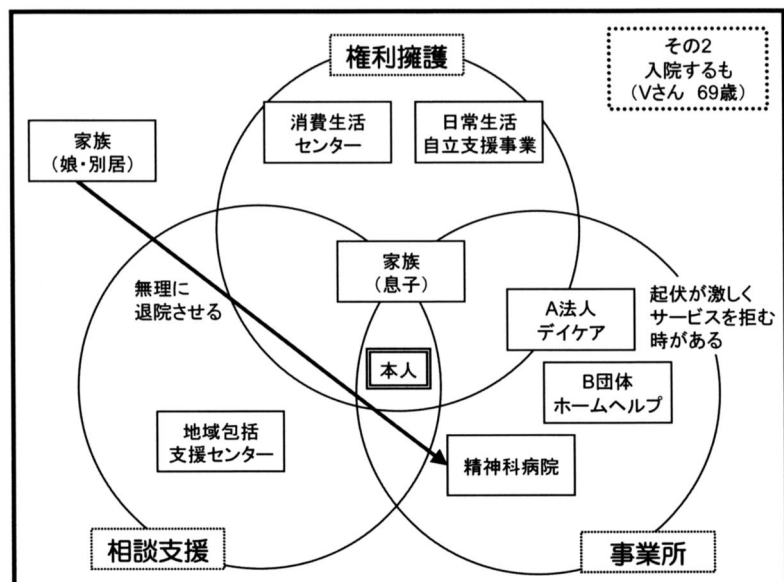 権利擁護
その2
入院するも
（Vさん 69歳）
消費生活
センター
日常生活
自立支援事業
家族
（娘・別居）
家族
（息子）
無理に
退院させる
A法人
デイケア
起伏が激しく
サービスを拒む
時がある
本人
B団体
ホームヘルプ
地域包括
支援センター
精神科病院
相談支援
事業所